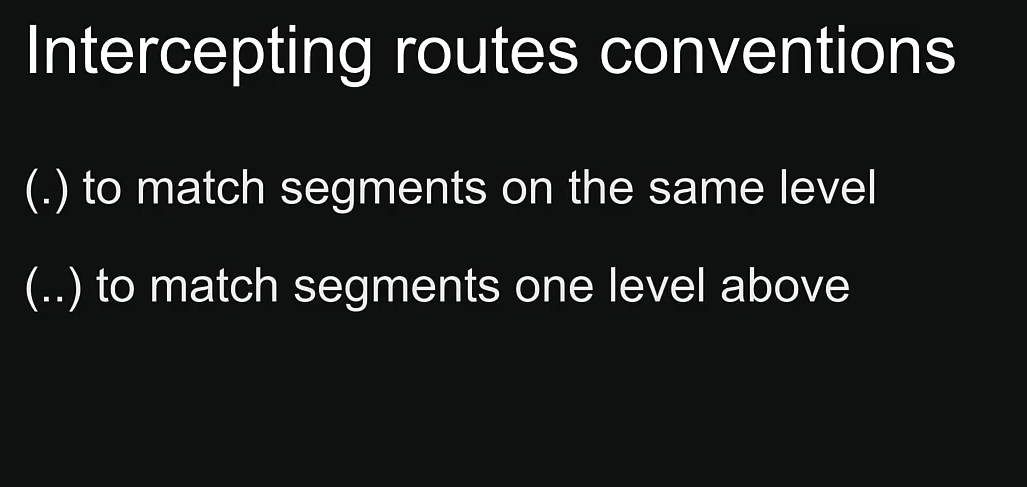 Intercepting routes conventions
(.) to match segments on the same level
(..) to match segments one level above